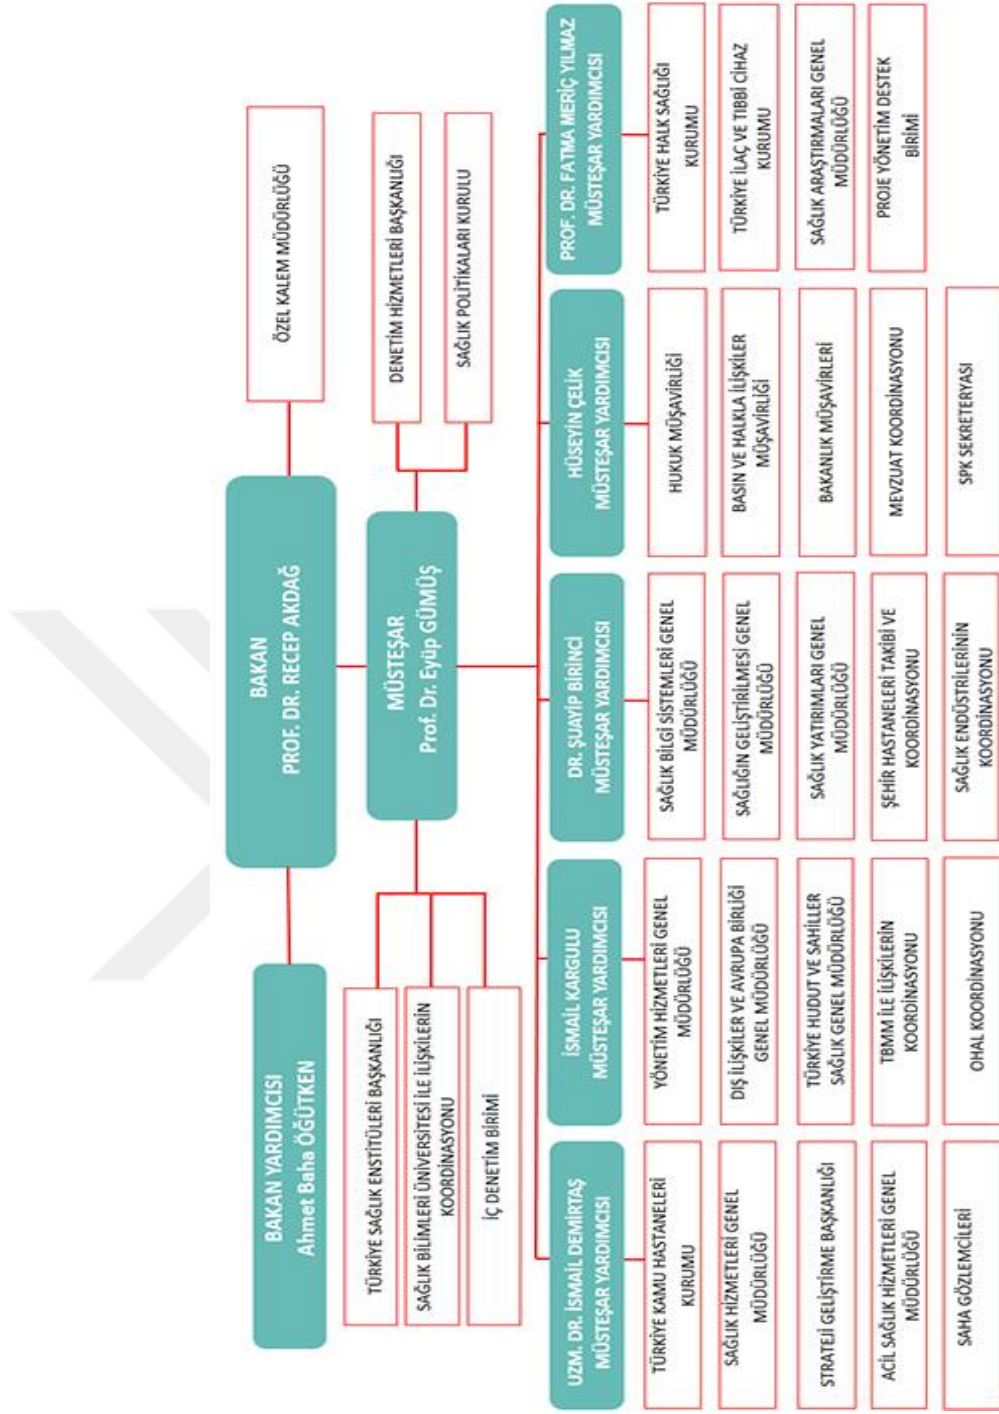 BAKAN
PROF. DR. RECEP AKDAĞ
BAKAN YARDIMCISI
Ahmet Baha ÖĞÜTKEN
ÖZEL KALEM MÜDÜRLÜĞÜ
MÜSTEŞAR
Prof. Dr. Eyüp GÜMÜŞ
TÜRKİYE SAĞLIK ENSTİTÜLERİ BAŞKANLIĞI
SAĞLIK BİLİMLERİ ÜNİVERSİTESİ İLE İLİŞKİLERİN
KOORDİNASYONU
İÇ DENETİM BİRİMİ
DENETİM HİZMETLERİ BAŞKANLIĞI
SAĞLIK POLİTİKALARI KURULU
UZM. DR. İSMAİL DEMİRTAŞ
MÜSTEŞAR YARDIMCISI
TÜRKİYE KAMU HASTANELERİ
KURUMU
SAĞLIK HİZMETLERİ GENEL
MÜDÜRLÜĞÜ
STRATEJİ GELİŞTİRME BAŞKANLIĞI
ACİL SAĞLIK HİZMETLERİ GENEL
MÜDÜRLÜĞÜ
SAHA GÖZLEMCİLERİ
İSMAİL KARGULU
MÜSTEŞAR YARDIMCISI
YÖNETİM HİZMETLERİ GENEL
MÜDÜRLÜĞÜ
DIŞ İLİŞKİLER VE AVRUPA BİRLİĞİ
GENEL MÜDÜRLÜĞÜ
TÜRKİYE HUDUT VE SAHİLLER
SAĞLIK GENEL MÜDÜRLÜĞÜ
TBMM İLE İLİŞKİLERİN
KOORDİNASYONU
OHAL KOORDİNASYONU
DR. ŞUAYİP BİRİNCİ
MÜSTEŞAR YARDIMCISI
SAĞLIK BİLGİ SİSTEMLERİ GENEL
MÜDÜRLÜĞÜ
SAĞLIĞIN GELİŞTİRİLMESİ GENEL
MÜDÜRLÜĞÜ
SAĞLIK YATIRIMLARI GENEL
MÜDÜRLÜĞÜ
ŞEHİR HASTANELERİ TAKİBİ VE
KOORDİNASYONU
SAĞLIK ENDÜSTRİLERİNİN
KOORDİNASYONU
HÜSEYİN ÇELİK
MÜSTEŞAR YARDIMCISI
HUKUK MÜŞAVİRLİĞİ
BASIN VE HALKLA İLİŞKİLER
MÜŞAVİRLİĞİ
BAKANLIK MÜŞAVİRLERİ
MEVZUAT KOORDİNASYONU
SPK SEKRETERYASI
PROF. DR. FATMA MERİÇ YILMAZ
MÜSTEŞAR YARDIMCISI
TÜRKİYE HALK SAĞLIĞI
KURUMU
TÜRKİYE İLAÇ VE TIBBİ CİHAZ
KURUMU
SAĞLIK ARAŞTIRMALARI GENEL
MÜDÜRLÜĞÜ
PROJE YÖNETİM DESTEK
BİRİMİ